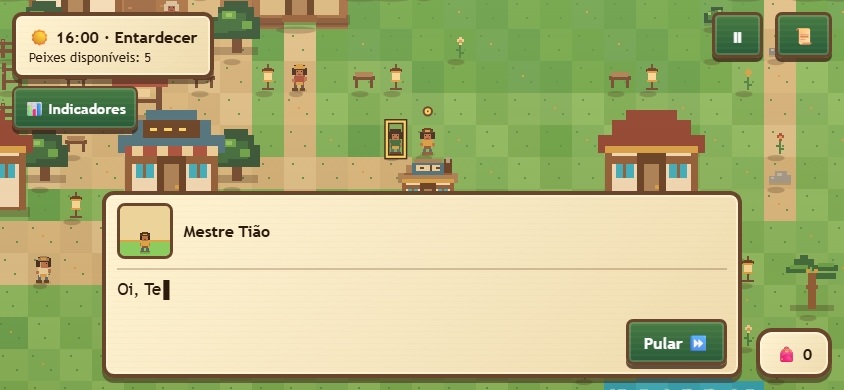 16:00 · Entardecer
Peixes disponíveis: 5
Indicadores
Mestre Tião
Oi, Te
Pular
0